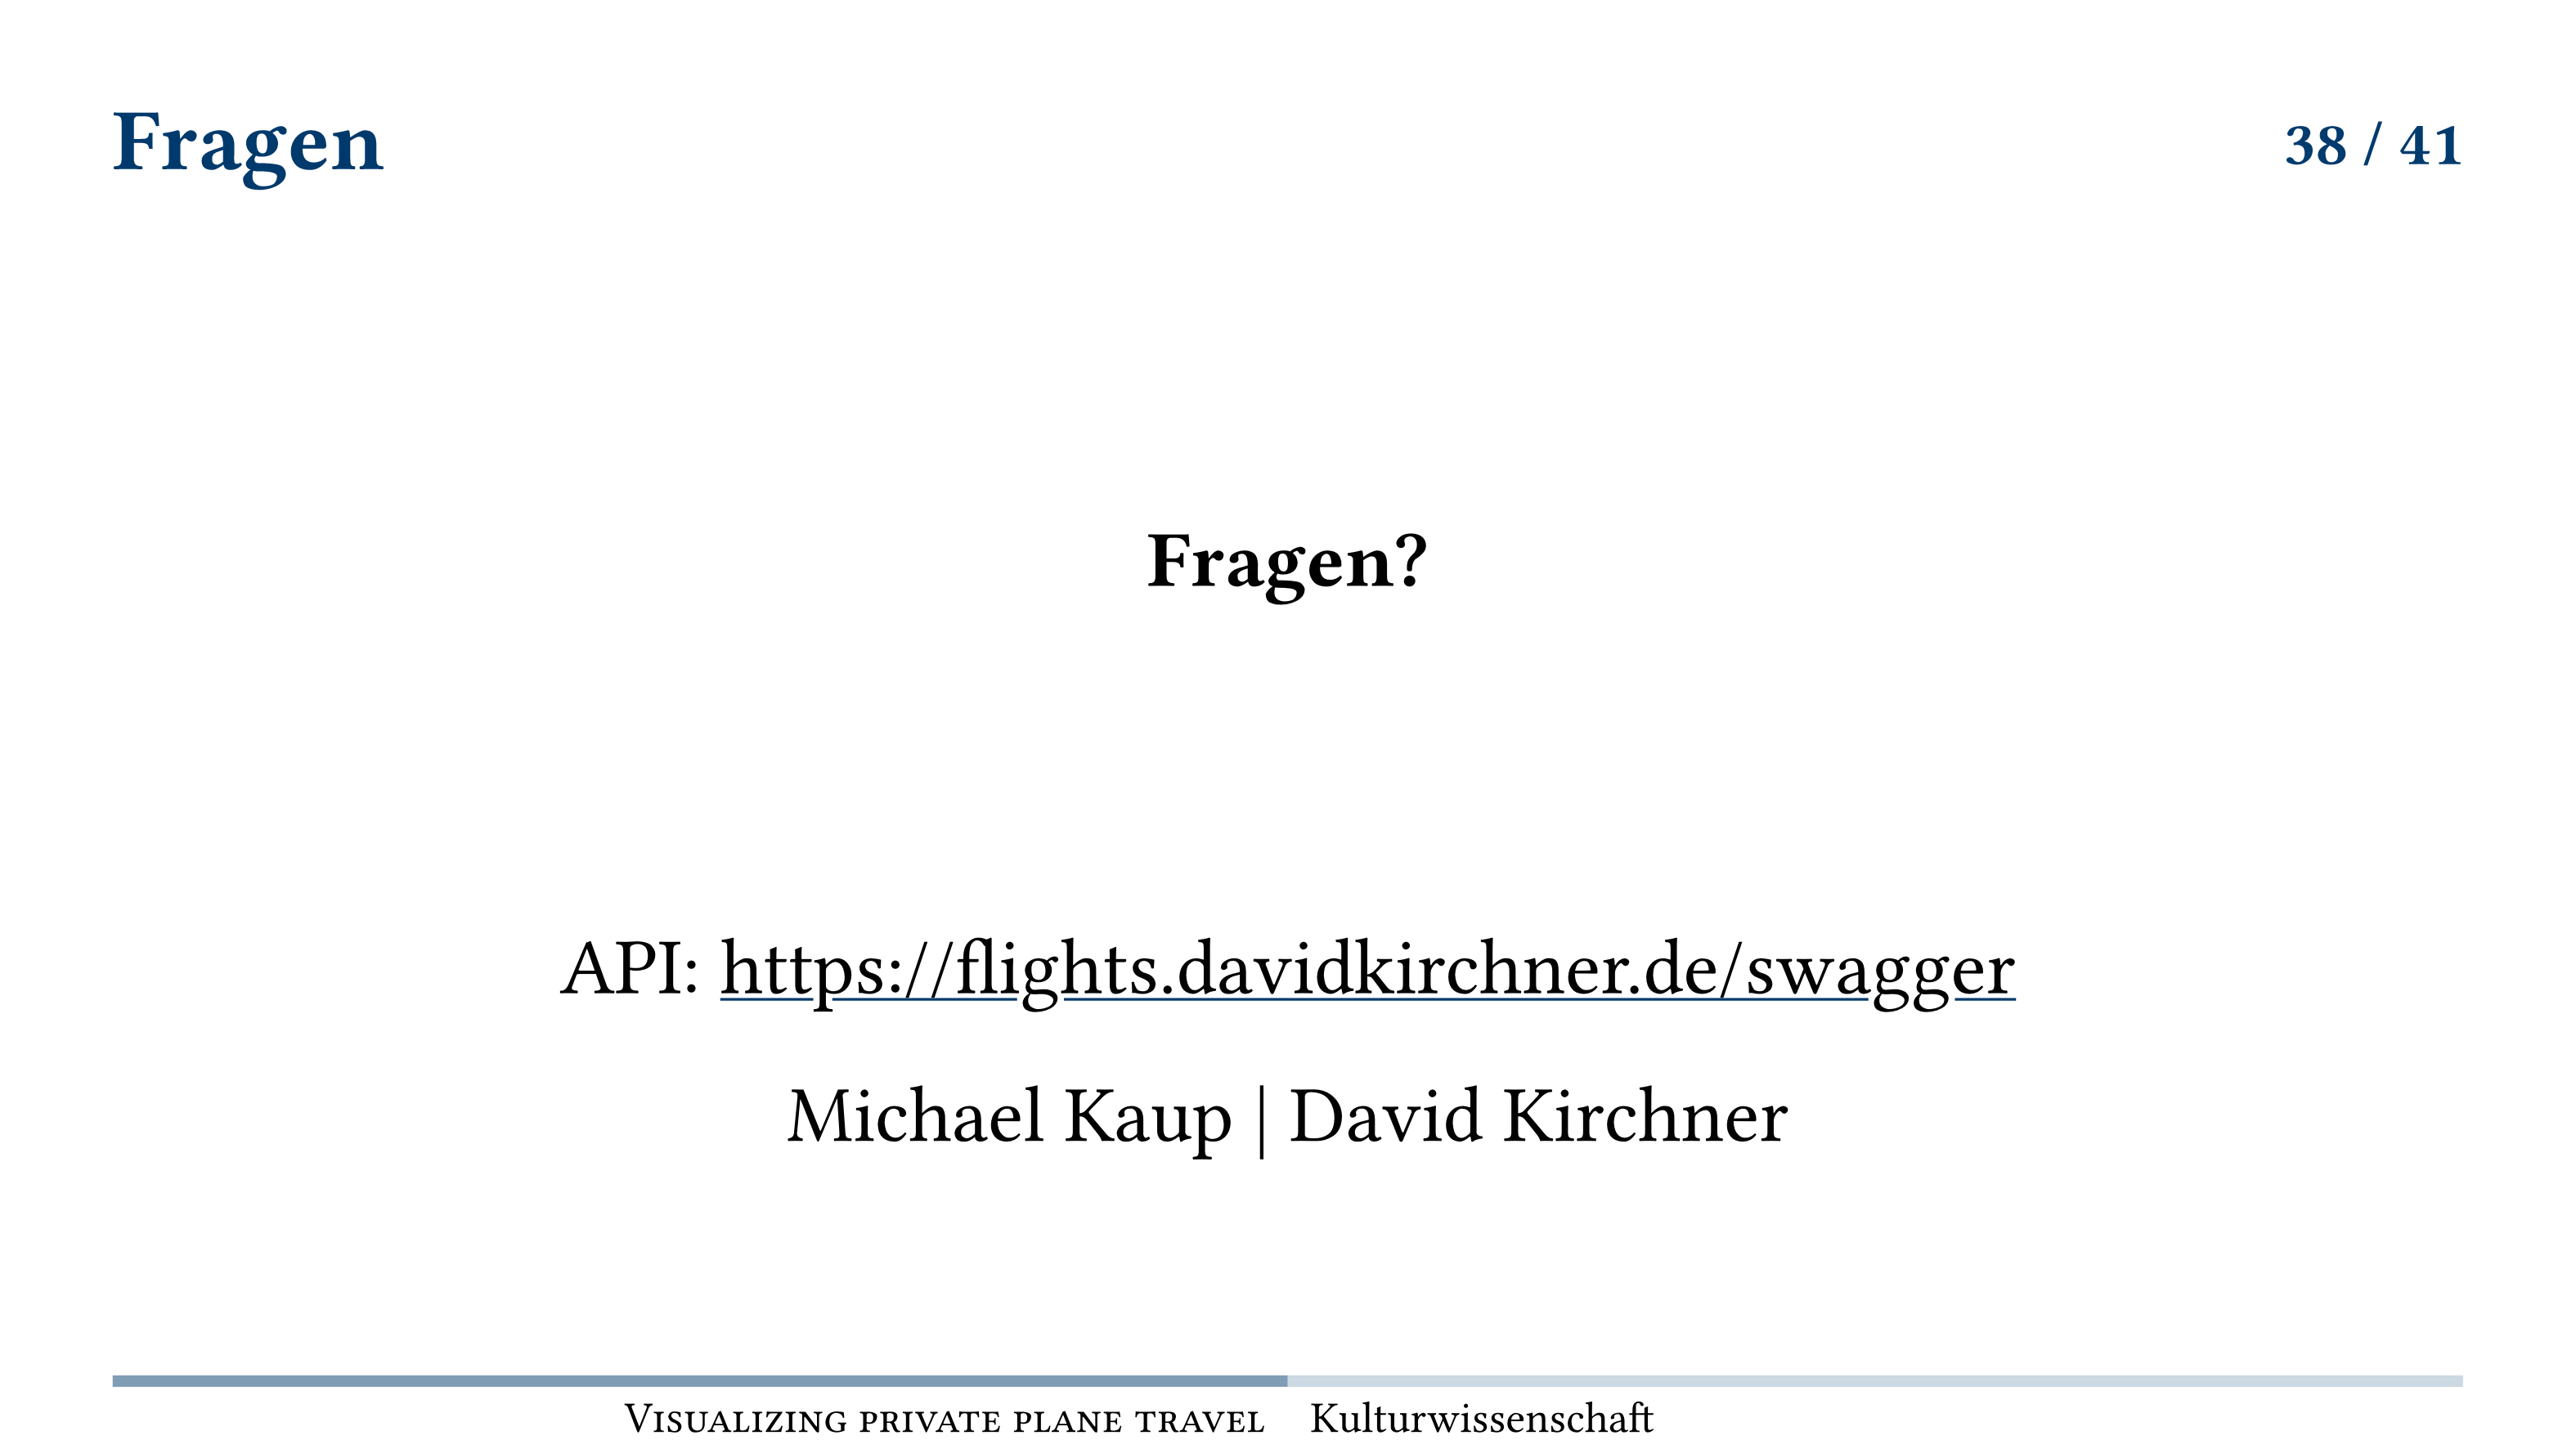 Fragen
38 / 41
Fragen?
API: https://flights.davidkirchner.de/swagger
Michael Kaup | David Kirchner
Visualizing private plane travel Kulturwissenschaft